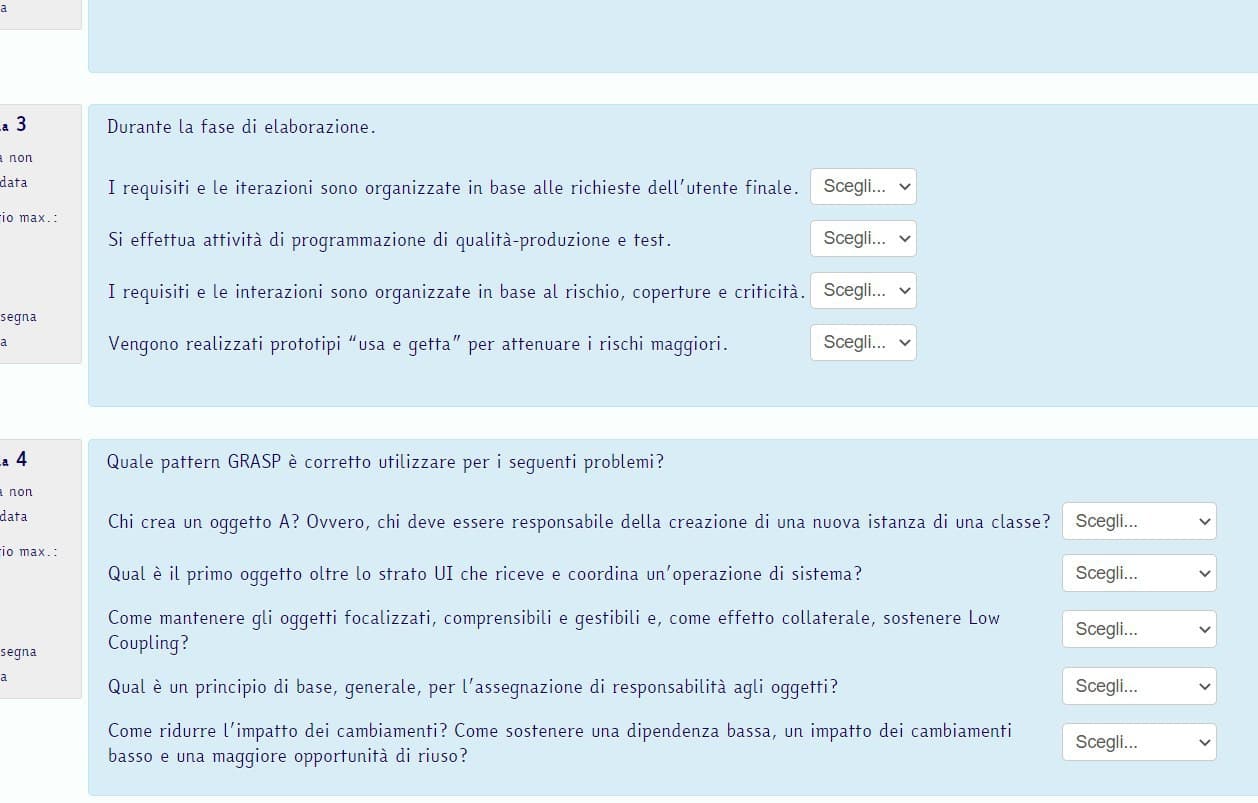 a
a 3
a non
data
io max.:
segna
a
Durante la fase di elaborazione.
I requisiti e le iterazioni sono organizzate in base alle richieste dell'utente finale. Scegli...
Si effettua attività di programmazione di qualità-produzione e test. Scegli...
I requisiti e le interazioni sono organizzate in base al rischio, coperture e criticità. Scegli...
Vengono realizzati prototipi “usa e getta” per attenuare i rischi maggiori. Scegli...
a 4
a non
data
io max.:
segna
a
Quale pattern GRASP è corretto utilizzare per i seguenti problemi?
Chi crea un oggetto A? Ovvero, chi deve essere responsabile della creazione di una nuova istanza di una classe? Scegli...
Qual è il primo oggetto oltre lo strato UI che riceve e coordina un'operazione di sistema? Scegli...
Come mantenere gli oggetti focalizzati, comprensibili e gestibili e, come effetto collaterale, sostenere Low
Coupling? Scegli...
Qual è un principio di base, generale, per l'assegnazione di responsabilità agli oggetti? Scegli...
Come ridurre l'impatto dei cambiamenti? Come sostenere una dipendenza bassa, un impatto dei cambiamenti
basso e una maggiore opportunità di riuso? Scegli...